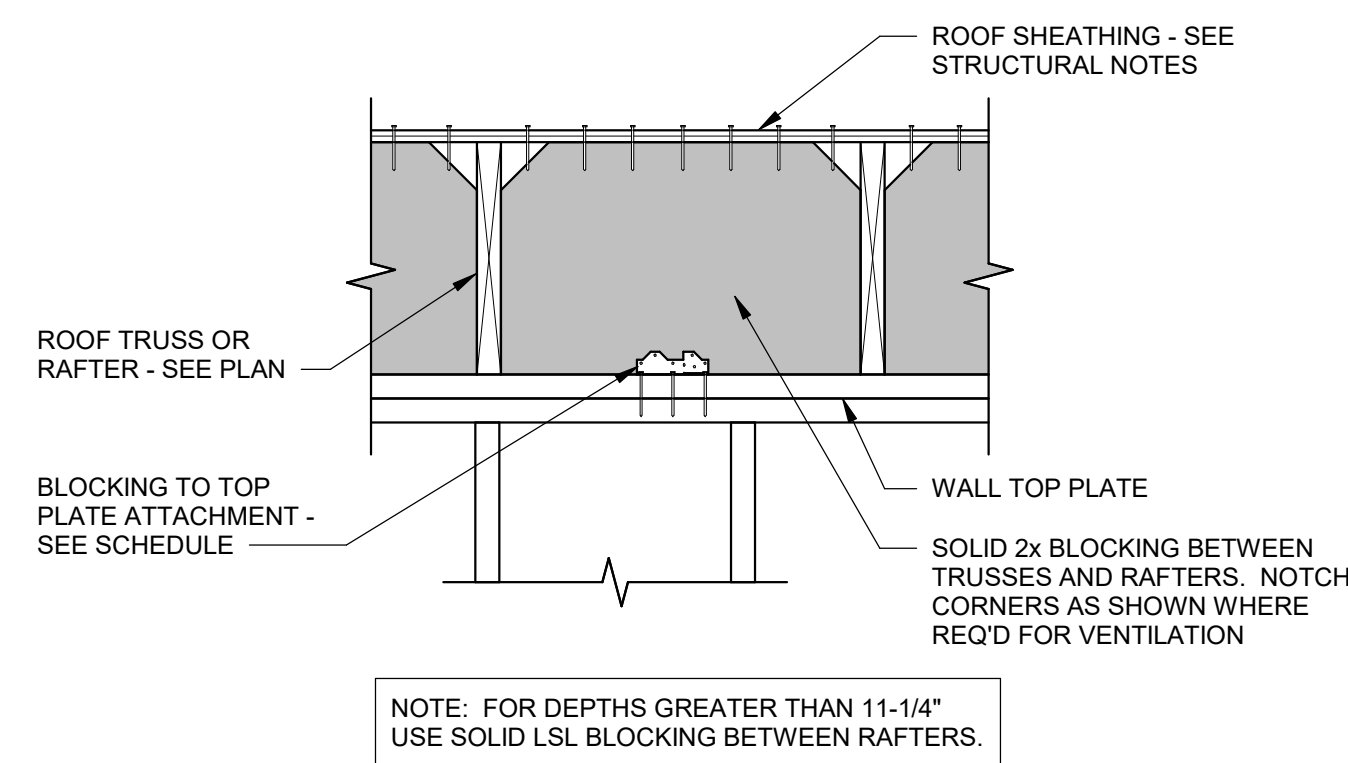 ROOF SHEATHING - SEE
STRUCTURAL NOTES
ROOF TRUSS OR
RAFTER - SEE PLAN
BLOCKING TO TOP
PLATE ATTACHMENT -
SEE SCHEDULE
WALL TOP PLATE
SOLID 2x BLOCKING BETWEEN
TRUSSES AND RAFTERS.  NOTCH
CORNERS AS SHOWN WHERE
REQ'D FOR VENTILATION
NOTE:  FOR DEPTHS GREATER THAN 11-1/4"
USE SOLID LSL BLOCKING BETWEEN RAFTERS.